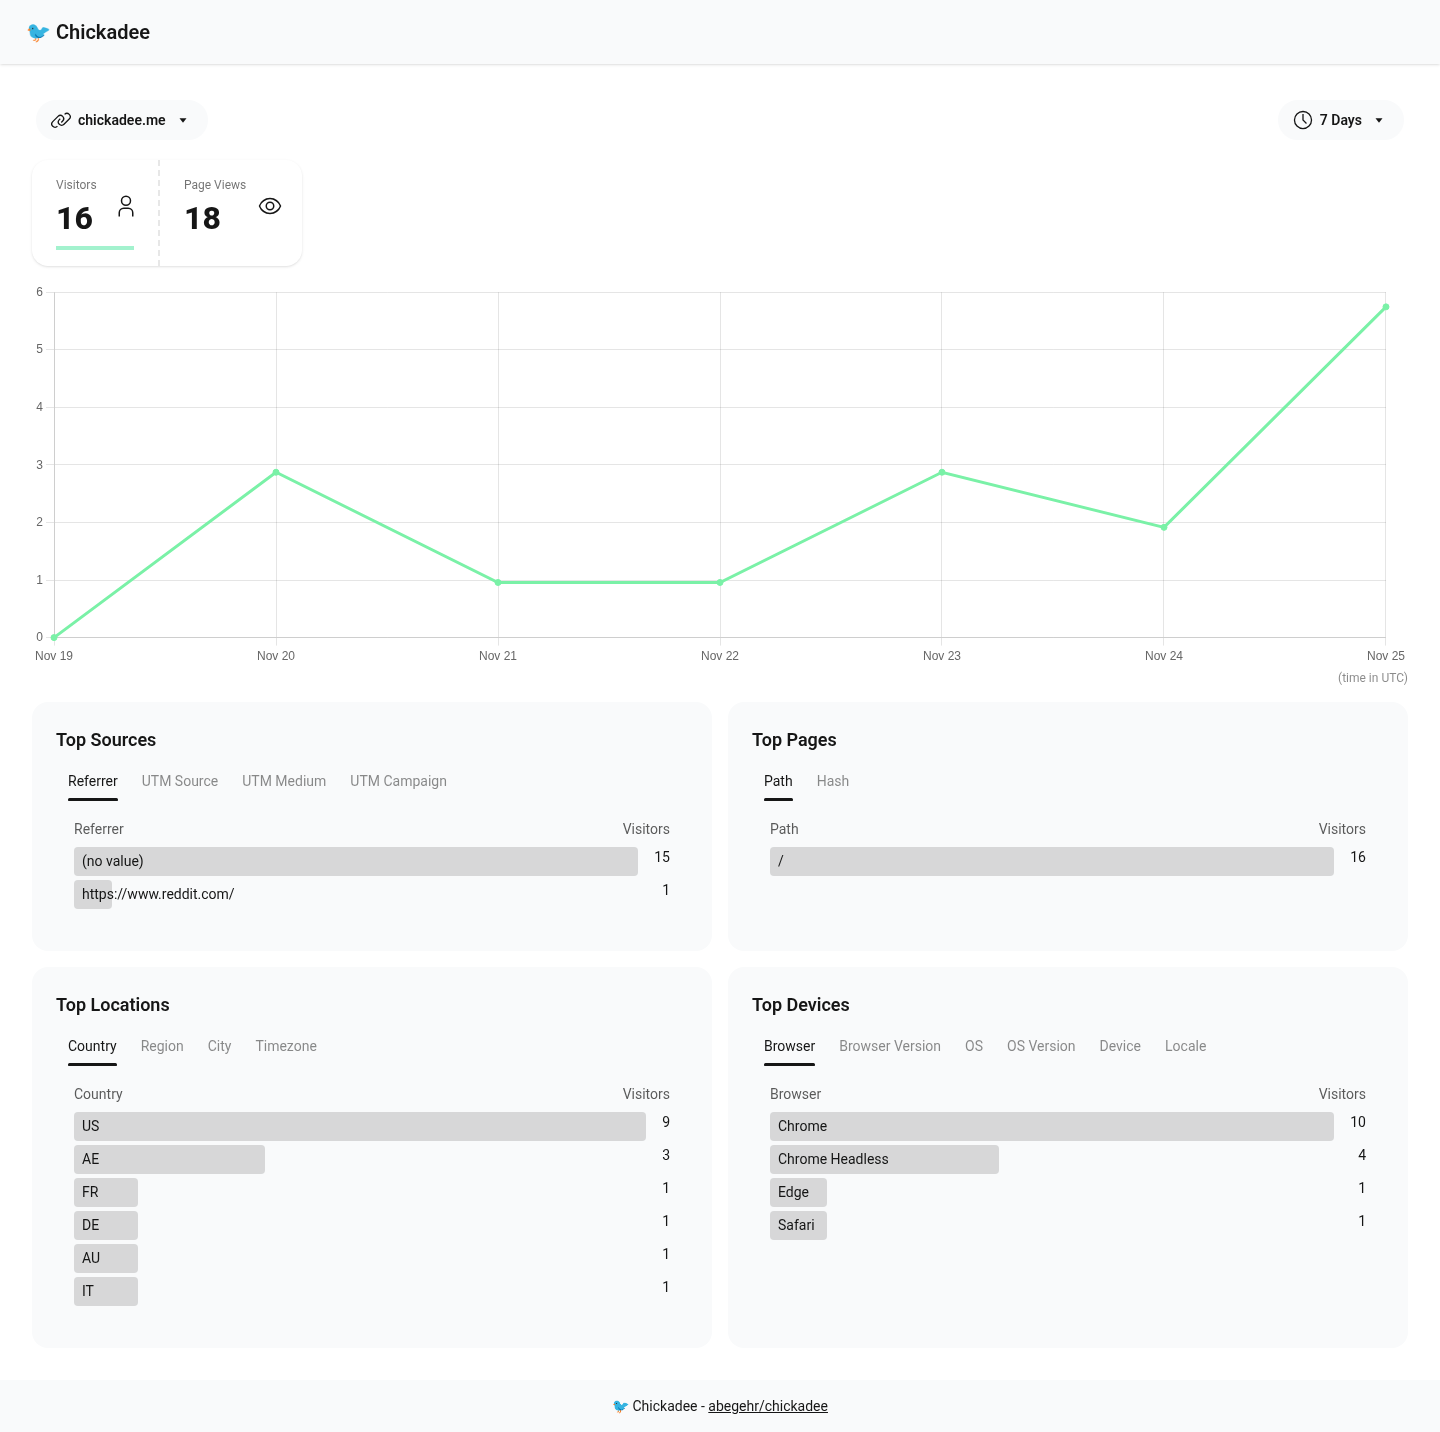 🐦 Chickadee
chickadee.me
7 Days
Visitors
16
Page Views
18
6
5
4
3
2
1
0
Nov 19 Nov 20 Nov 21 Nov 22 Nov 23 Nov 24 Nov 25
(time in UTC)
Top Sources
Referrer UTM Source UTM Medium UTM Campaign
Referrer Visitors
(no value) 15
https://www.reddit.com/ 1
Top Pages
Path Hash
Path Visitors
/ 16
Top Locations
Country Region City Timezone
Country Visitors
US 9
AE 3
FR 1
DE 1
AU 1
IT 1
Top Devices
Browser Browser Version OS OS Version Device Locale
Browser Visitors
Chrome 10
Chrome Headless 4
Edge 1
Safari 1
🐦 Chickadee - abegehr/chickadee